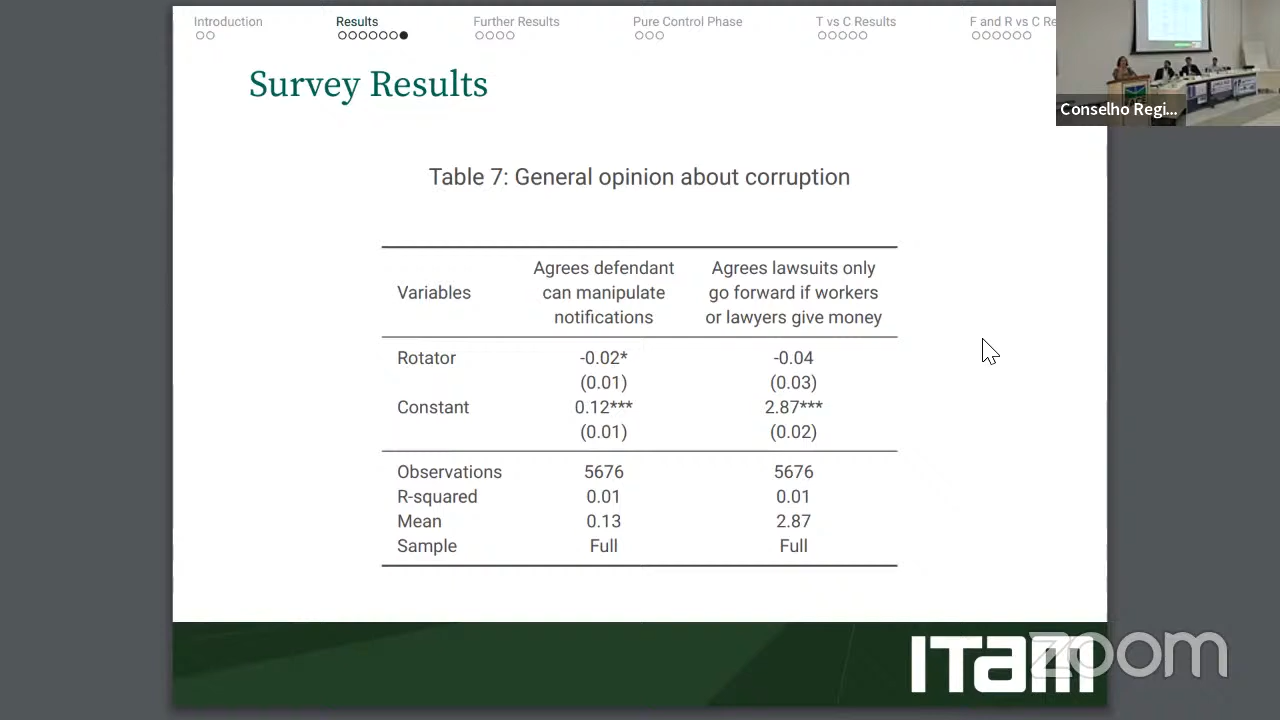 Introduction
Results
Further Results
Pure Control Phase
T vs C Results
F and R vs C Re
Conselho Regi...
Survey Results
Table 7: General opinion about corruption
Variables
Agrees defendant
can manipulate
notifications
Agrees lawsuits only
go forward if workers
or lawyers give money
Rotator -0.02* -0.04
(0.01) (0.03)
Constant 0.12*** 2.87***
(0.01) (0.02)
Observations 5676 5676
R-squared 0.01 0.01
Mean 0.13 2.87
Sample Full Full
ITAM
zoom